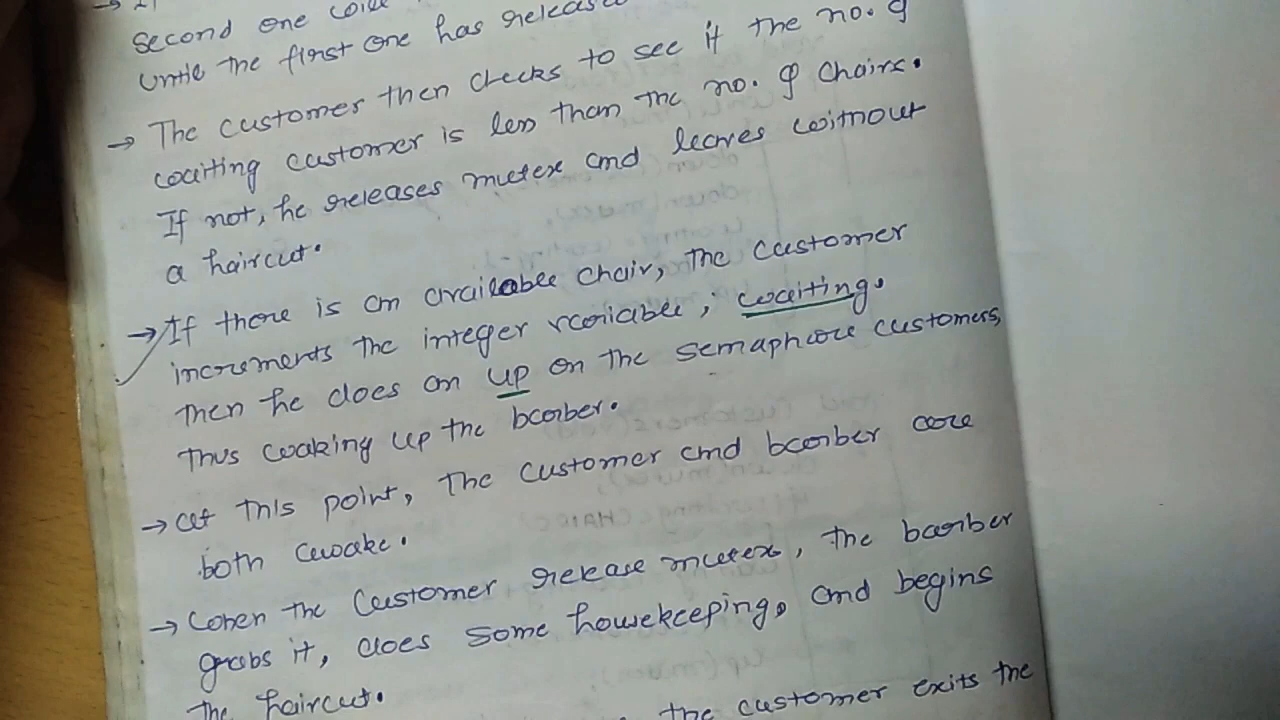 second one
until the first one has
→ The customer then checks to see if the no. of
waiting customer is less than the no. of chairs.
If not, he releases mutex and leaves without
a haircut.
→ If there is an available chair, the customer
increments the integer variable, waiting.
Then he does an up on the semaphore customers,
thus waking up the barber.
→ at this point, the customer and barber are
both awake.
→ When the customer release mutex, the barber
grabs it, does some housekeeping, and begins
the haircut.
the customer exits the